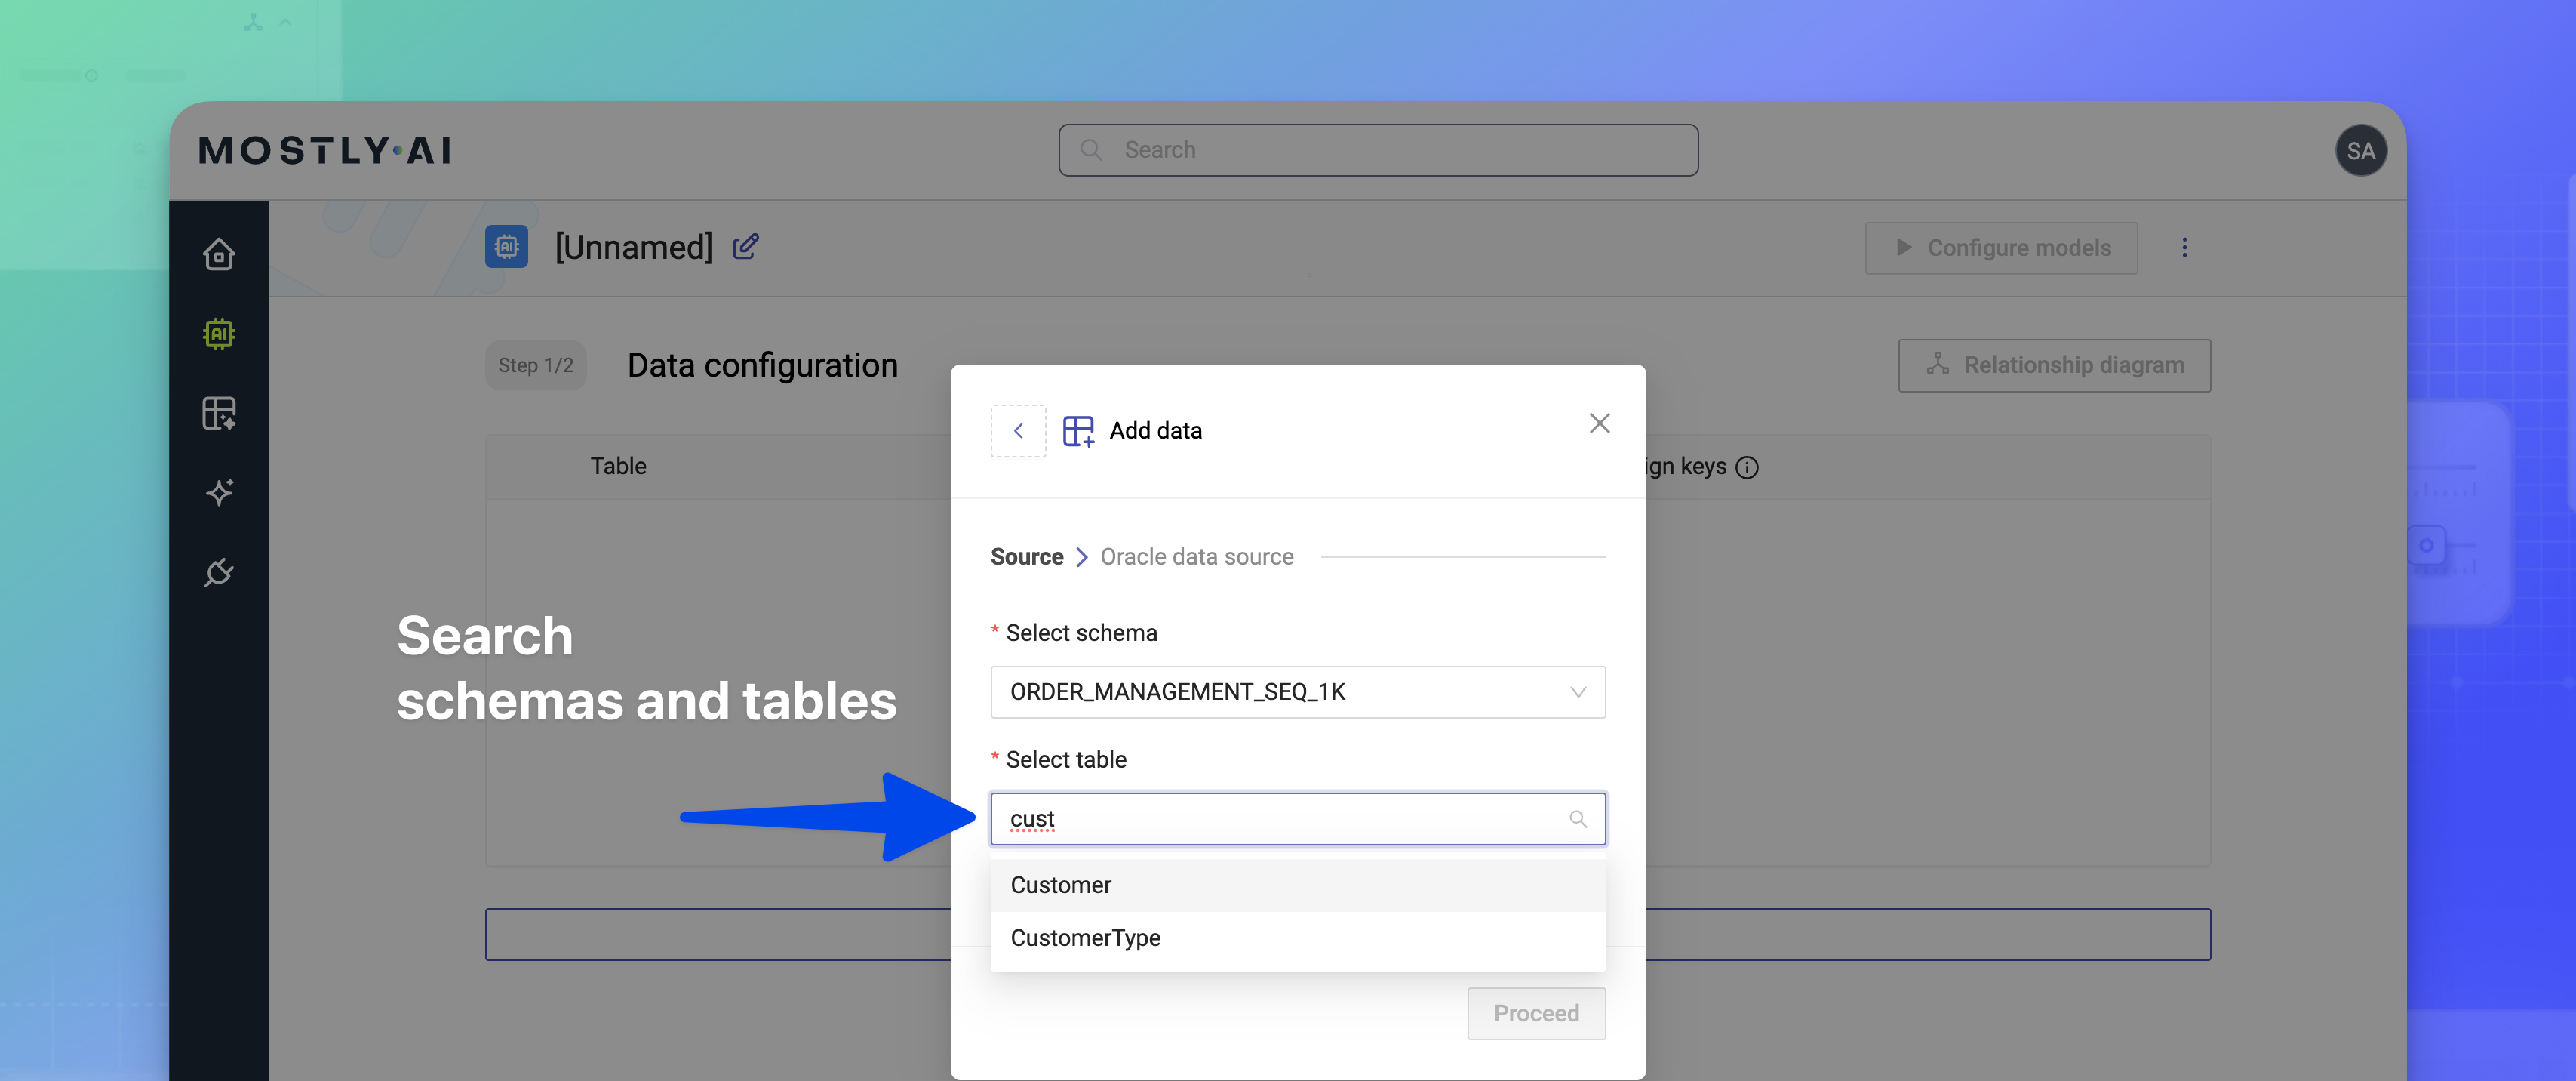 MOSTLY·AI
Search
SA
[Unnamed]
Configure models
Step 1/2
Data configuration
Relationship diagram
Add data
Table
ign keys
Source > Oracle data source
Search
schemas and tables
* Select schema
ORDER_MANAGEMENT_SEQ_1K
* Select table
cust
Customer
CustomerType
Proceed